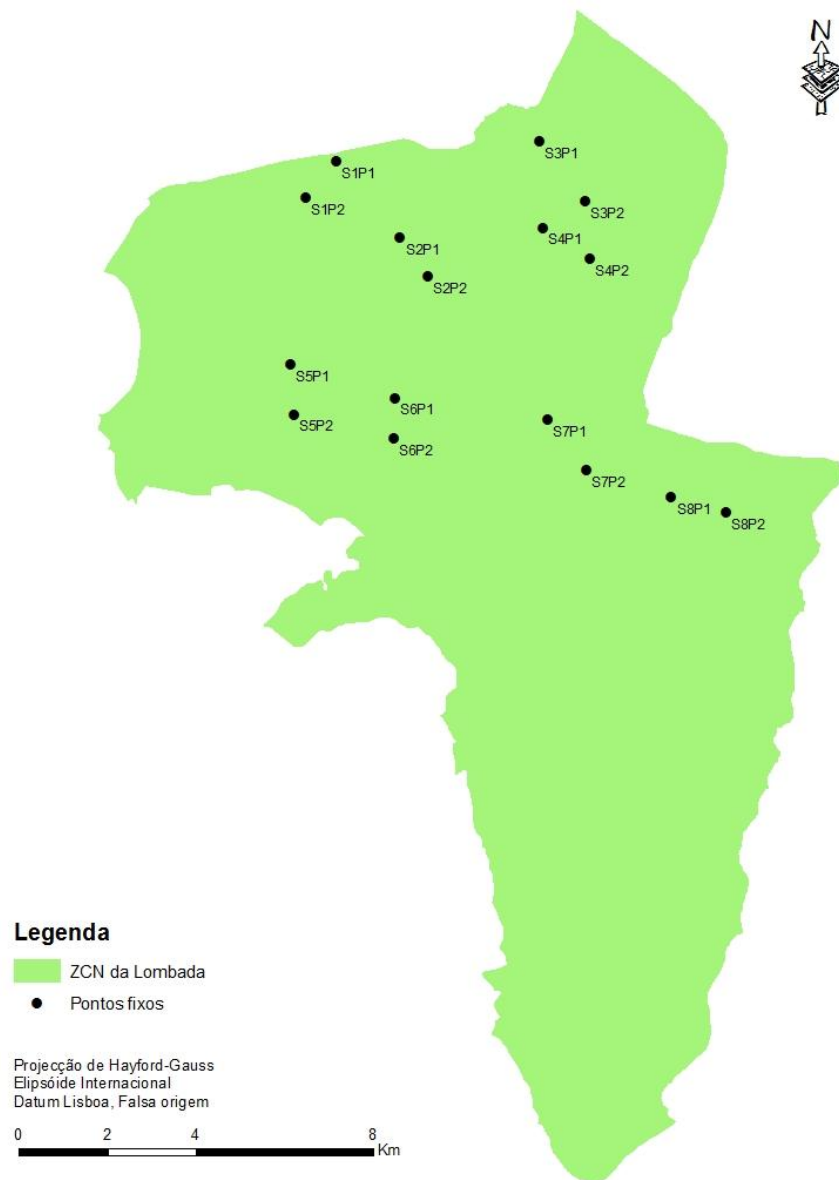 N
S1P1
S3P1
S1P2
S3P2
S2P1
S4P1
S4P2
S2P2
S5P1
S6P1
S5P2
S7P1
S6P2
S7P2
S8P1
S8P2
Legenda
ZCN da Lombada
Pontos fixos
Projecção de Hayford-Gauss
Elipsóide Internacional
Datum Lisboa, Falsa origem
0 2 4 8
Km